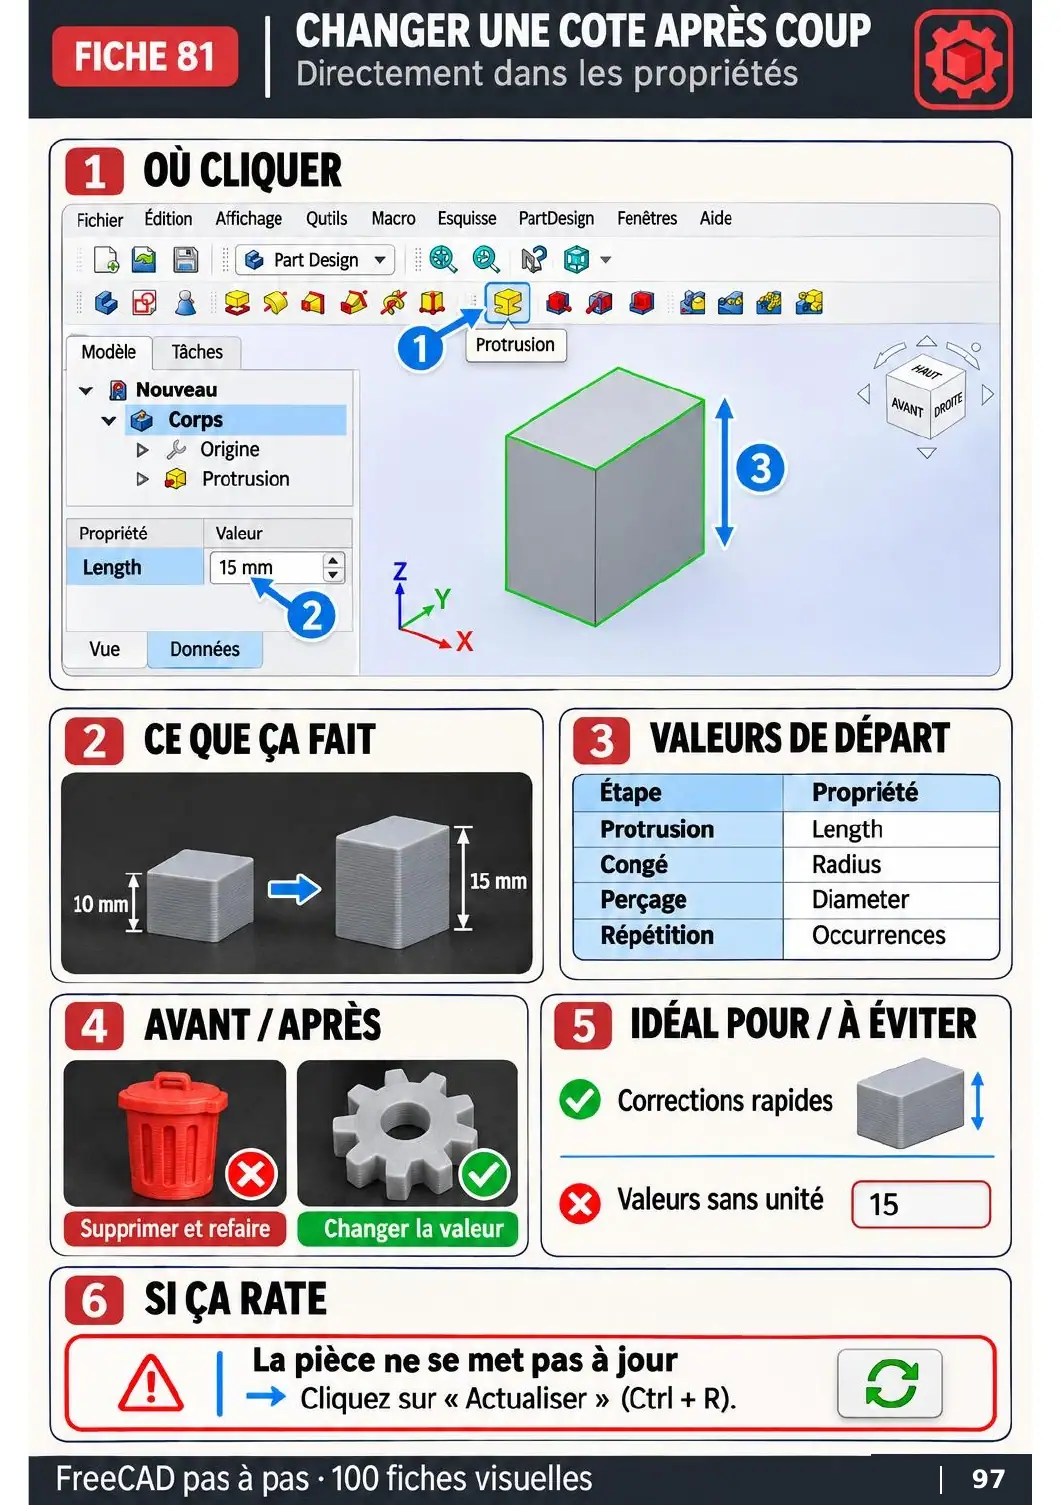 FICHE 81
CHANGER UNE COTE APRÈS COUP
Directement dans les propriétés
1 OÙ CLIQUER
Fichier Édition Affichage Qutils Macro Esquisse PartDesign Fenêtres Aide
Part Design
1
Protrusion
Modèle Tâches
Nouveau
Corps
Origine
Protrusion
HAUT
AVANT
DROITE
3
Propriété Valeur
Length 15 mm
2
Z
Y
X
Vue Données
2 CE QUE ÇA FAIT
10 mm
15 mm
3 VALEURS DE DÉPART
Étape Propriété
Protrusion Length
Congé Radius
Perçage Diameter
Répétition Occurrences
4 AVANT / APRÈS
Supprimer et refaire
Changer la valeur
5 IDÉAL POUR / À ÉVITER
Corrections rapides
Valeurs sans unité 15
6 SI ÇA RATE
La pièce ne se met pas à jour
→ Cliquez sur « Actualiser » (Ctrl + R).
FreeCAD pas à pas · 100 fiches visuelles | 97